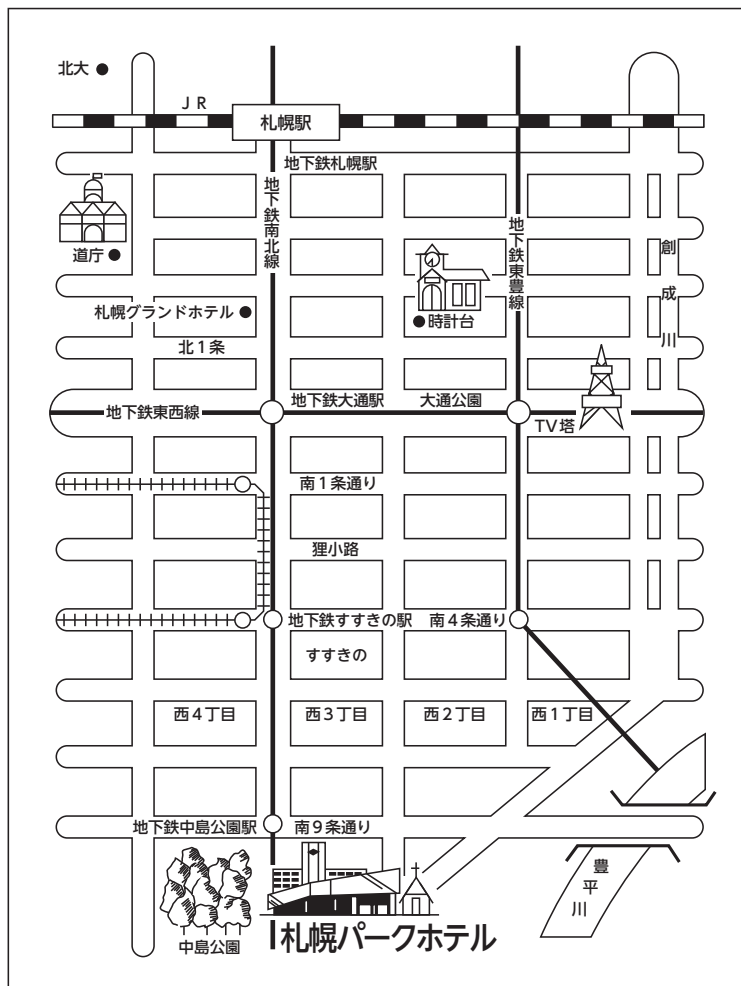 北大
JR
札幌駅
地下鉄札幌駅
地下鉄南北線
地下鉄東豊線
創成川
道庁
札幌グランドホテル
時計台
北1条
地下鉄東西線
地下鉄大通駅
大通公園
TV塔
南1条通り
狸小路
地下鉄すすきの駅
南4条通り
すすきの
西4丁目
西3丁目
西2丁目
西1丁目
地下鉄中島公園駅
南9条通り
豊平川
中島公園
札幌パークホテル